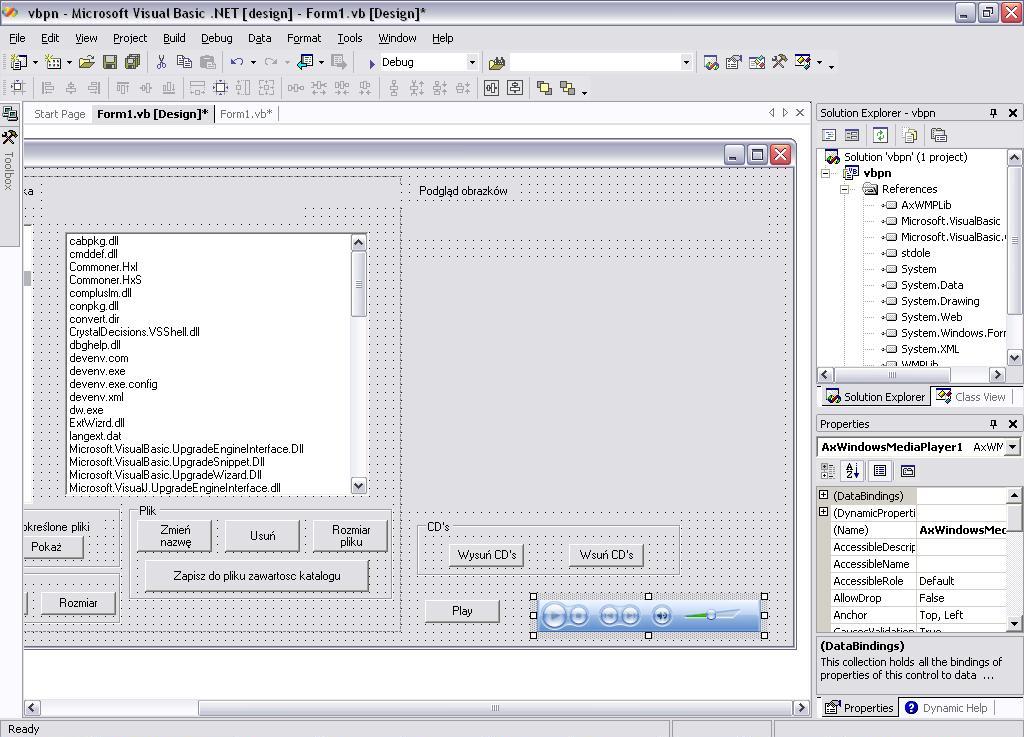 vbpn - Microsoft Visual Basic .NET [design] - Form1.vb [Design]*
File Edit View Project Build Debug Data Format Tools Window Help
Debug
Start Page Form1.vb [Design]* Form1.vb*
Toolbox
ka
Podgląd obrazków
cabpkg.dll
cmddef.dll
Commoner.HxI
Commoner.HxS
compluslm.dll
conpkg.dll
convert.dir
CrystalDecisions.VSShell.dll
dbghelp.dll
devenv.com
devenv.exe
devenv.exe.config
devenv.xml
dw.exe
ExtWizrd.dll
langext.dat
Microsoft.VisualBasic.UpgradeEngineInterface.Dll
Microsoft.VisualBasic.UpgradeSnippet.Dll
Microsoft.VisualBasic.UpgradeWizard.Dll
Microsoft.VisualJ.UpgradeEngineInterface.dll
określone pliki
Pokaż
Rozmiar
Plik
Zmień
nazwę
Usuń
Rozmiar
pliku
Zapisz do pliku zawartosc katalogu
CD's
Wysuń CD's
Wsuń CD's
Play
Solution Explorer - vbpn
Solution 'vbpn' (1 project)
vbpn
References
AxWMPLib
Microsoft.VisualBasic
Microsoft.VisualBasic.
stdole
System
System.Data
System.Drawing
System.Web
System.Windows.For
System.XML
WMPLib
Solution Explorer Class View
Properties
AxWindowsMediaPlayer1 AxWM
(DataBindings)
(DynamicProperti
(Name) AxWindowsMed
AccessibleDescrip
AccessibleName
AccessibleRole Default
AllowDrop False
Anchor Top, Left
CausesValidation True
(DataBindings)
This collection holds all the bindings of
properties of this control to data ...
Properties Dynamic Help
Ready